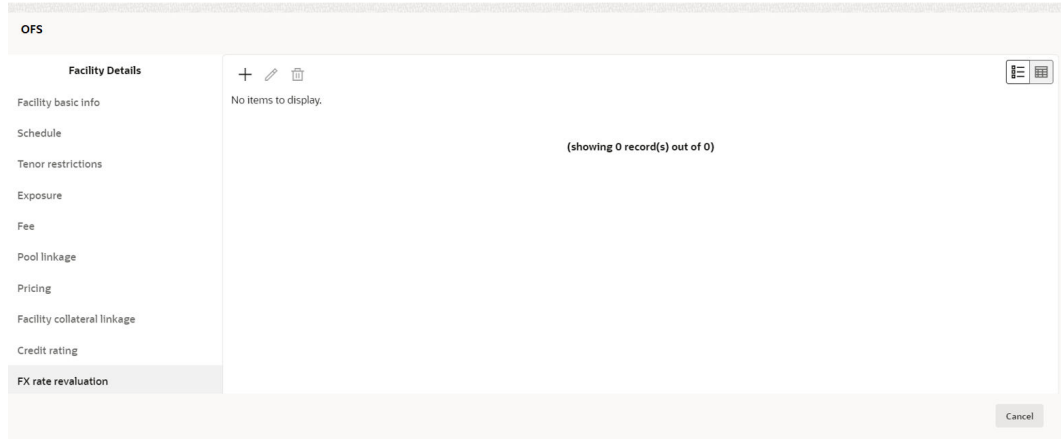 OFS
Facility Details
Facility basic info
Schedule
Tenor restrictions
Exposure
Fee
Pool linkage
Pricing
Facility collateral linkage
Credit rating
FX rate revaluation
No items to display.
(showing 0 record(s) out of 0)
Cancel